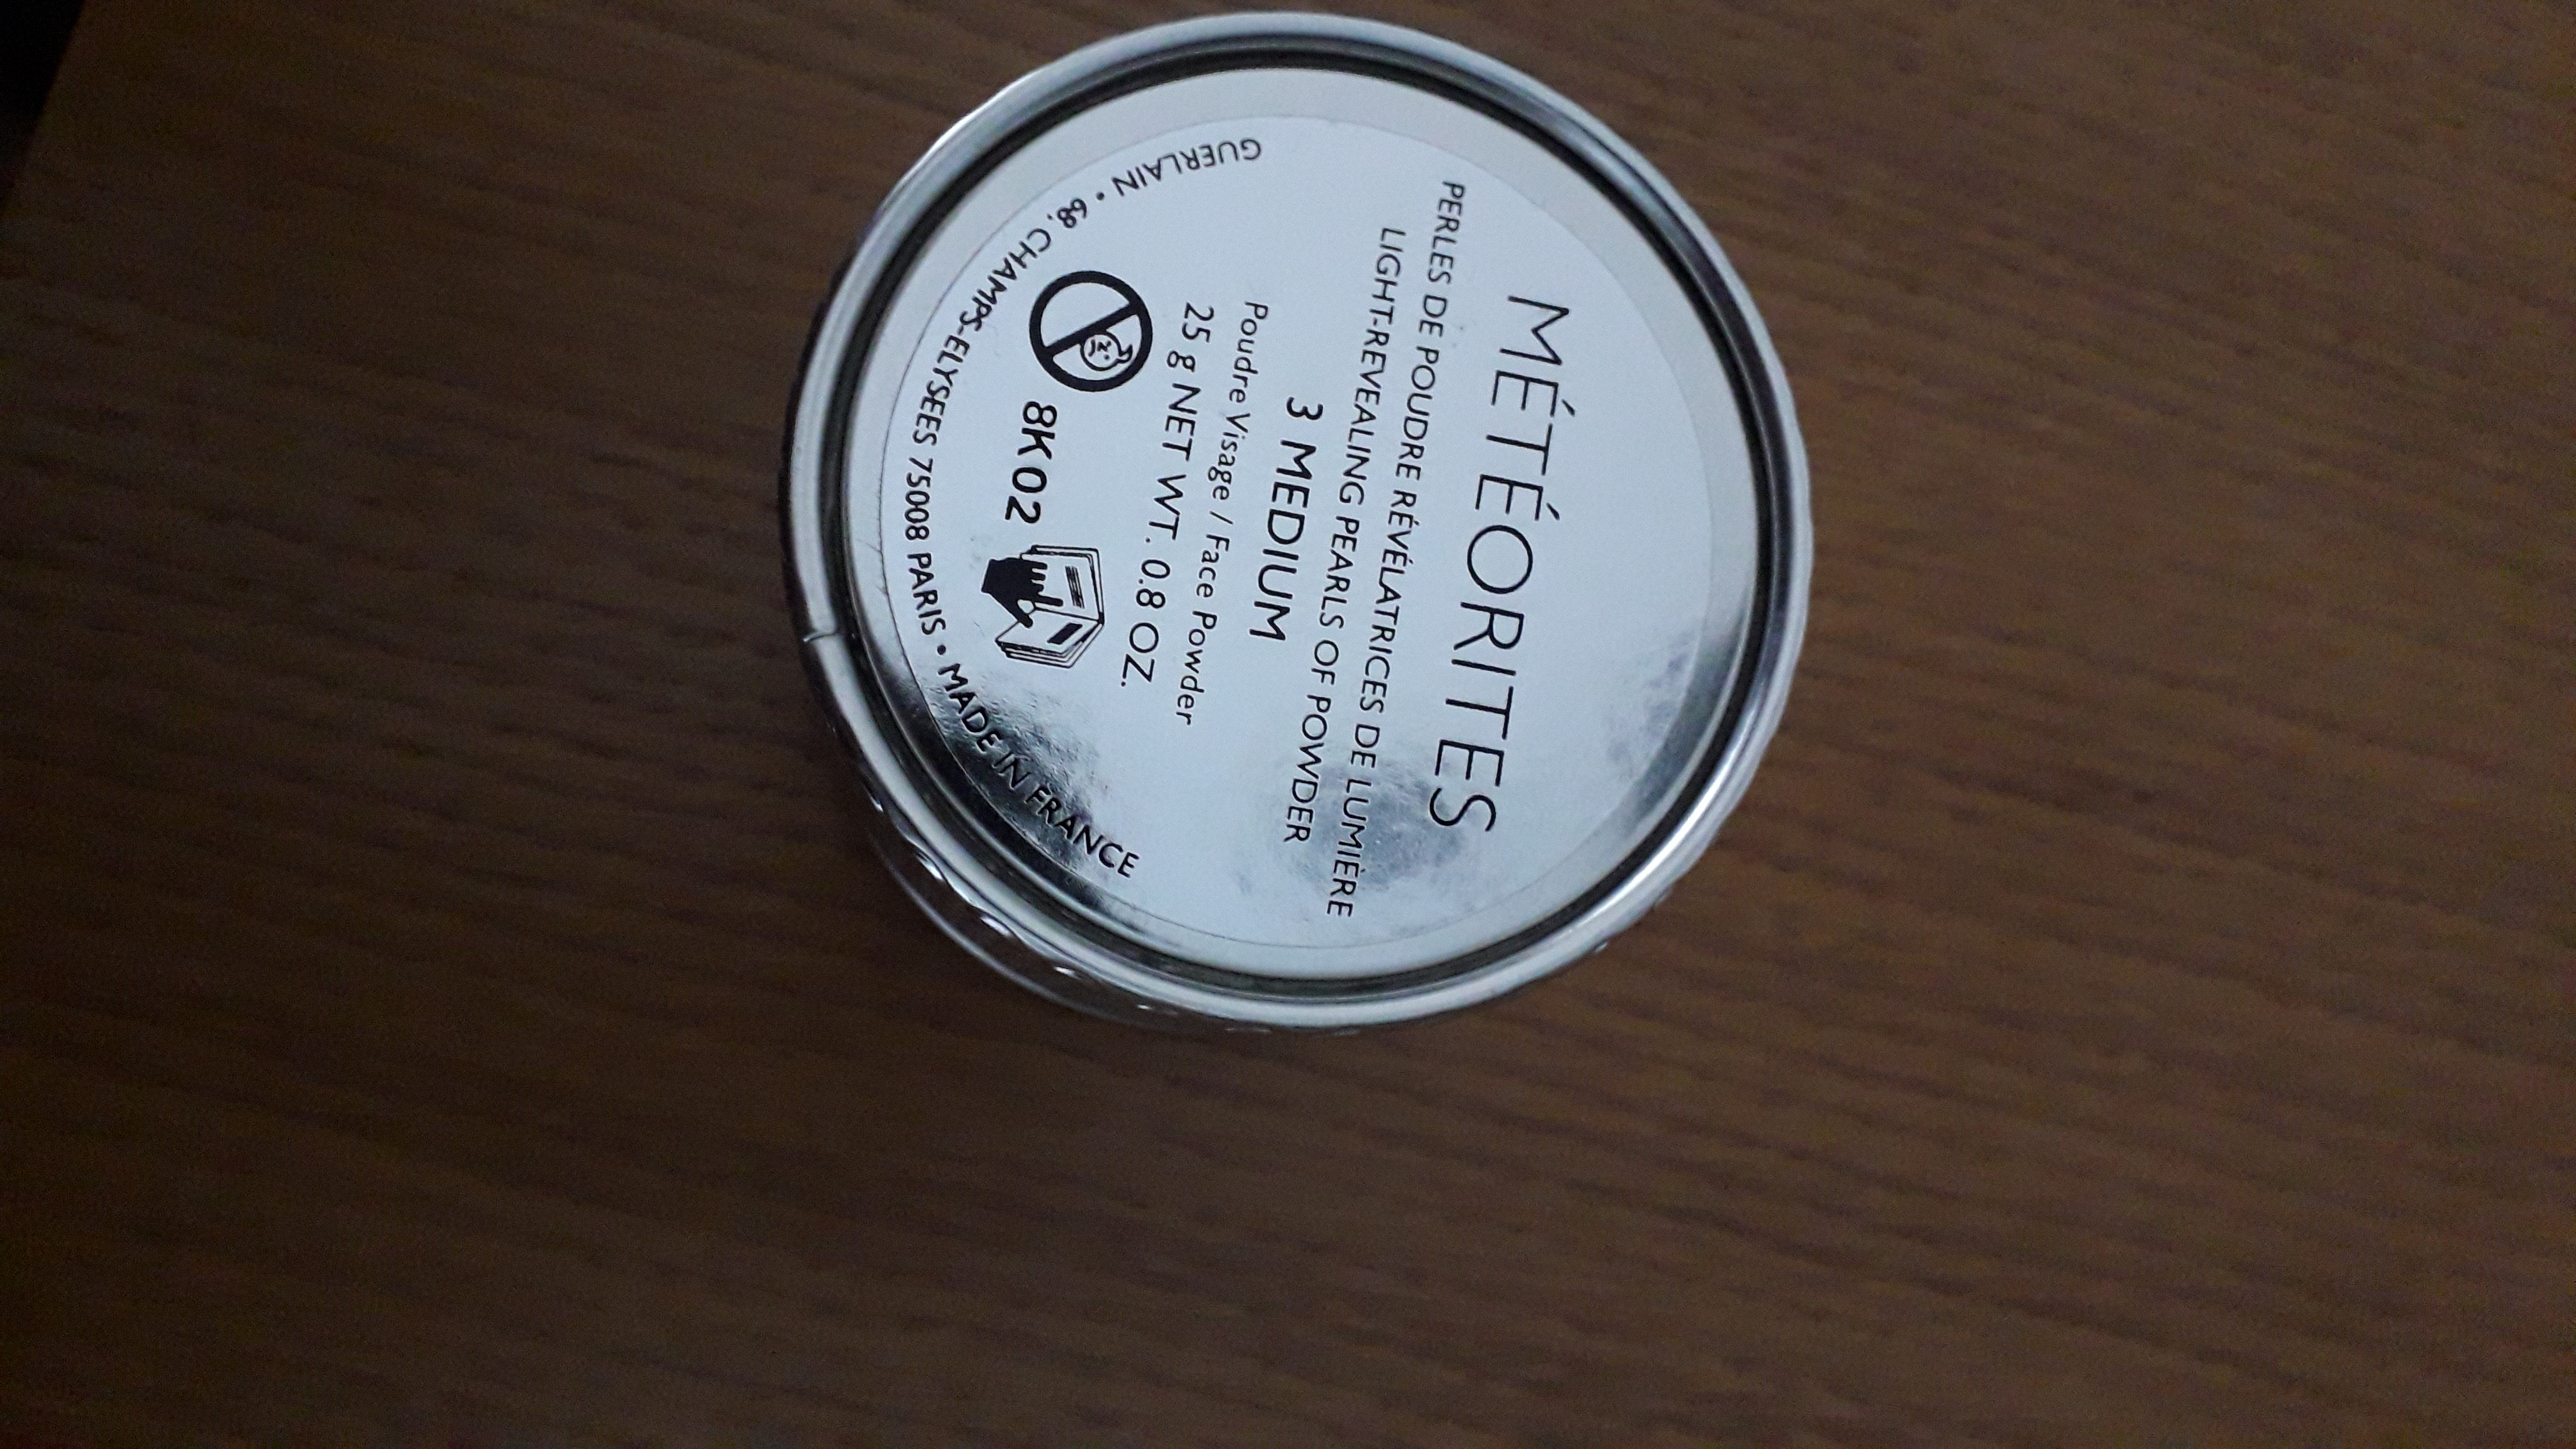 MÉTÉORITES
PERLES DE POUDRE RÉVÉLATRICES DE LUMIÈRE
LIGHT-REVEALING PEARLS OF POWDER
3 MEDIUM
Poudre Visage / Face Powder
25 g NET WT. 0.8 OZ.
8K02
GUERLAIN • 68, CHAMPS-ELYSEES 75008 PARIS • MADE IN FRANCE